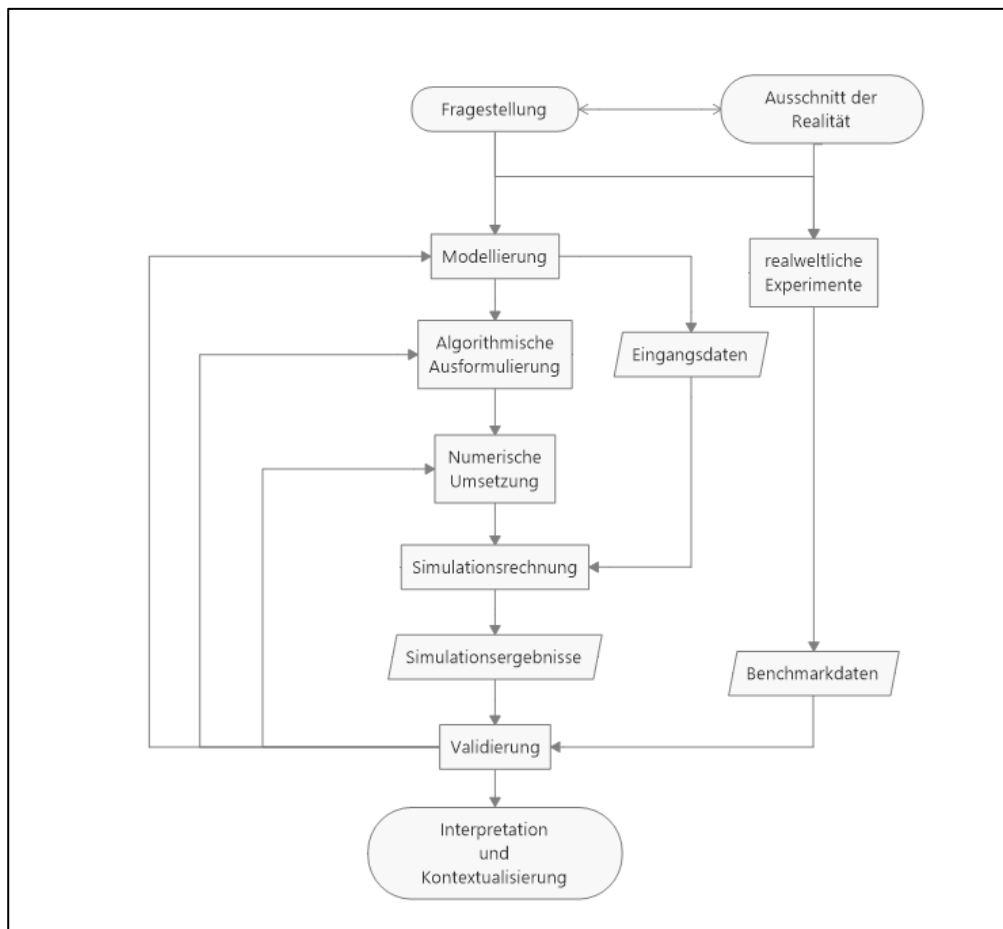 Fragestellung
Ausschnitt der
Realität
Modellierung
realweltliche
Experimente
Algorithmische
Ausformulierung
Eingangsdaten
Numerische
Umsetzung
Simulationsrechnung
Simulationsergebnisse
Benchmarkdaten
Validierung
Interpretation
und
Kontextualisierung